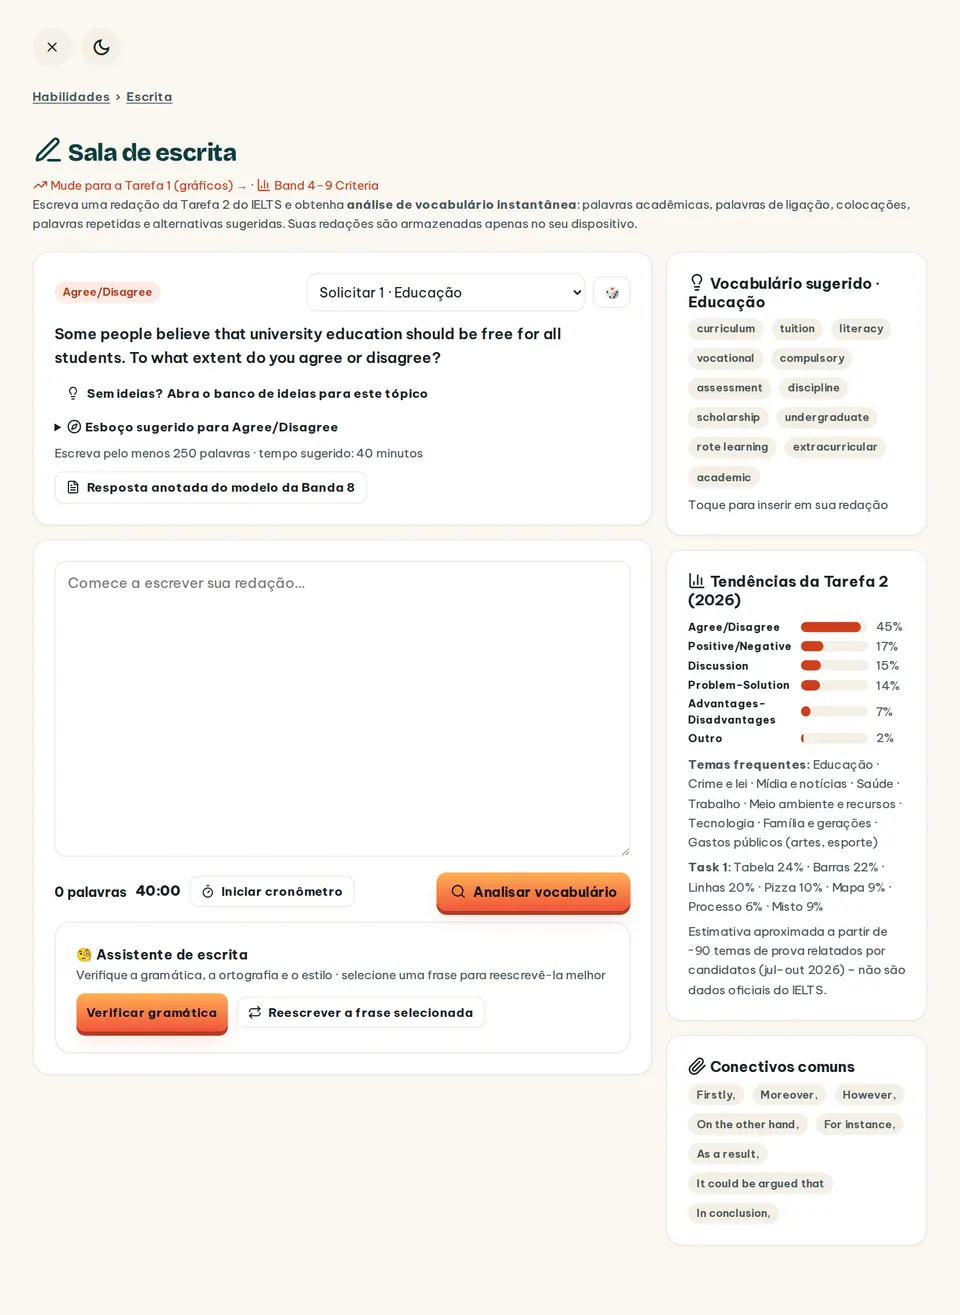 Habilidades › Escrita
Sala de escrita
Mude para a Tarefa 1 (gráficos) → · Band 4–9 Criteria
Escreva uma redação da Tarefa 2 do IELTS e obtenha análise de vocabulário instantânea: palavras acadêmicas, palavras de ligação, colocações,
palavras repetidas e alternativas sugeridas. Suas redações são armazenadas apenas no seu dispositivo.
Agree/Disagree
Solicitar 1 · Educação
Some people believe that university education should be free for all
students. To what extent do you agree or disagree?
Sem ideias? Abra o banco de ideias para este tópico
Esboço sugerido para Agree/Disagree
Escreva pelo menos 250 palavras · tempo sugerido: 40 minutos
Resposta anotada do modelo da Banda 8
Comece a escrever sua redação...
0 palavras 40:00 Iniciar cronômetro
Analisar vocabulário
Assistente de escrita
Verifique a gramática, a ortografia e o estilo · selecione uma frase para reescrevê-la melhor
Verificar gramática
Reescrever a frase selecionada
Vocabulário sugerido ·
Educação
curriculum tuition literacy
vocational compulsory
assessment discipline
scholarship undergraduate
rote learning extracurricular
academic
Toque para inserir em sua redação
Tendências da Tarefa 2
(2026)
Agree/Disagree 45%
Positive/Negative 17%
Discussion 15%
Problem–Solution 14%
Advantages–
Disadvantages 7%
Outro 2%
Temas frequentes: Educação ·
Crime e lei · Mídia e notícias · Saúde ·
Trabalho · Meio ambiente e recursos ·
Tecnologia · Família e gerações ·
Gastos públicos (artes, esporte)
Task 1: Tabela 24% · Barras 22% ·
Linhas 20% · Pizza 10% · Mapa 9% ·
Processo 6% · Misto 9%
Estimativa aproximada a partir de
~90 temas de prova relatados por
candidatos (jul–out 2026) – não são
dados oficiais do IELTS.
Conectivos comuns
Firstly, Moreover, However,
On the other hand, For instance,
As a result,
It could be argued that
In conclusion,